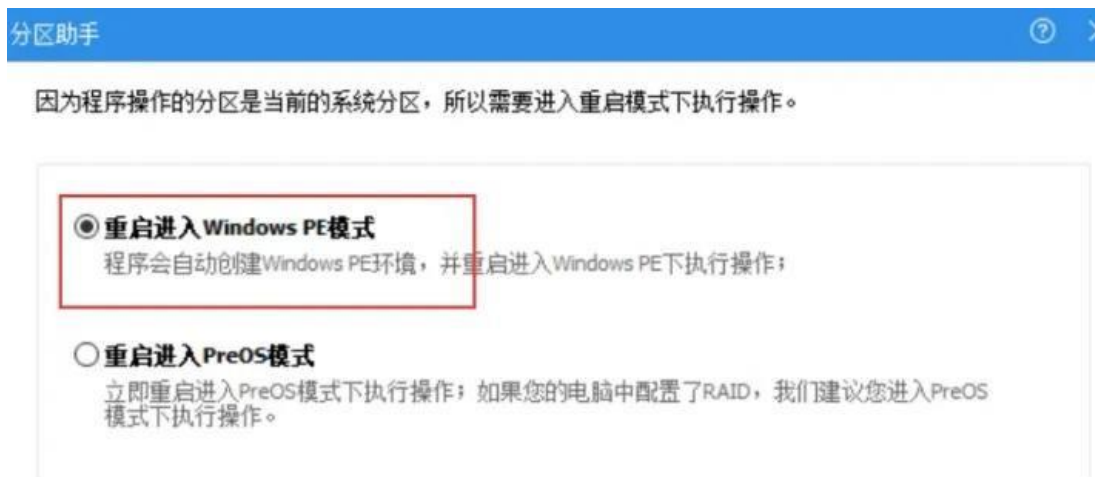 分区助手
因为程序操作的分区是当前的系统分区，所以需要进入重启模式下执行操作。
重启进入Windows PE模式
程序会自动创建Windows PE环境，并重启进入Windows PE下执行操作；
重启进入PreOS模式
立即重启进入PreOS模式下执行操作；如果您的电脑中配置了RAID，我们建议您进入PreOS
模式下执行操作。